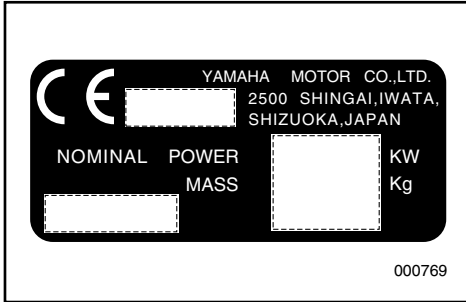 CE YAMAHA MOTOR CO.,LTD.
2500 SHINGAI,IWATA,
SHIZUOKA,JAPAN
NOMINAL POWER KW
MASS Kg
000769